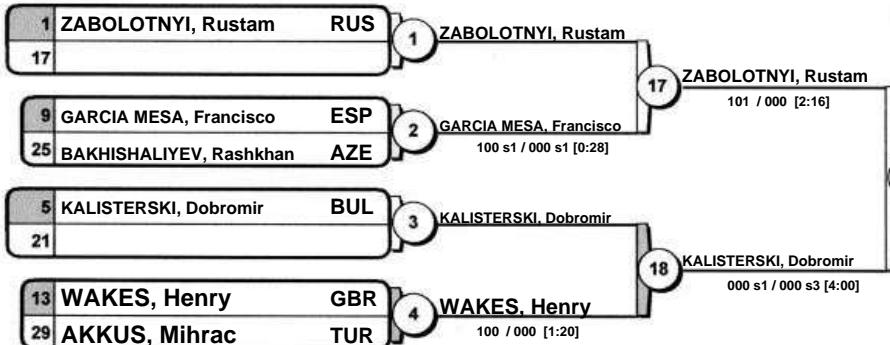 1 ZABOLOTNYI, Rustam RUS
17
1 ZABOLOTNYI, Rustam
9 GARCIA MESA, Francisco ESP
25 BAKHISHALIYEV, Rashkhan AZE
2 GARCIA MESA, Francisco
100 s1 / 000 s1 [0:28]
17 ZABOLOTNYI, Rustam
101 / 000 [2:16]
5 KALISTERSKI, Dobromir BUL
21
3 KALISTERSKI, Dobromir
13 WAKES, Henry GBR
29 AKKUS, Mihrac TUR
4 WAKES, Henry
100 / 000 [1:20]
18 KALISTERSKI, Dobromir
000 s1 / 000 s3 [4:00]